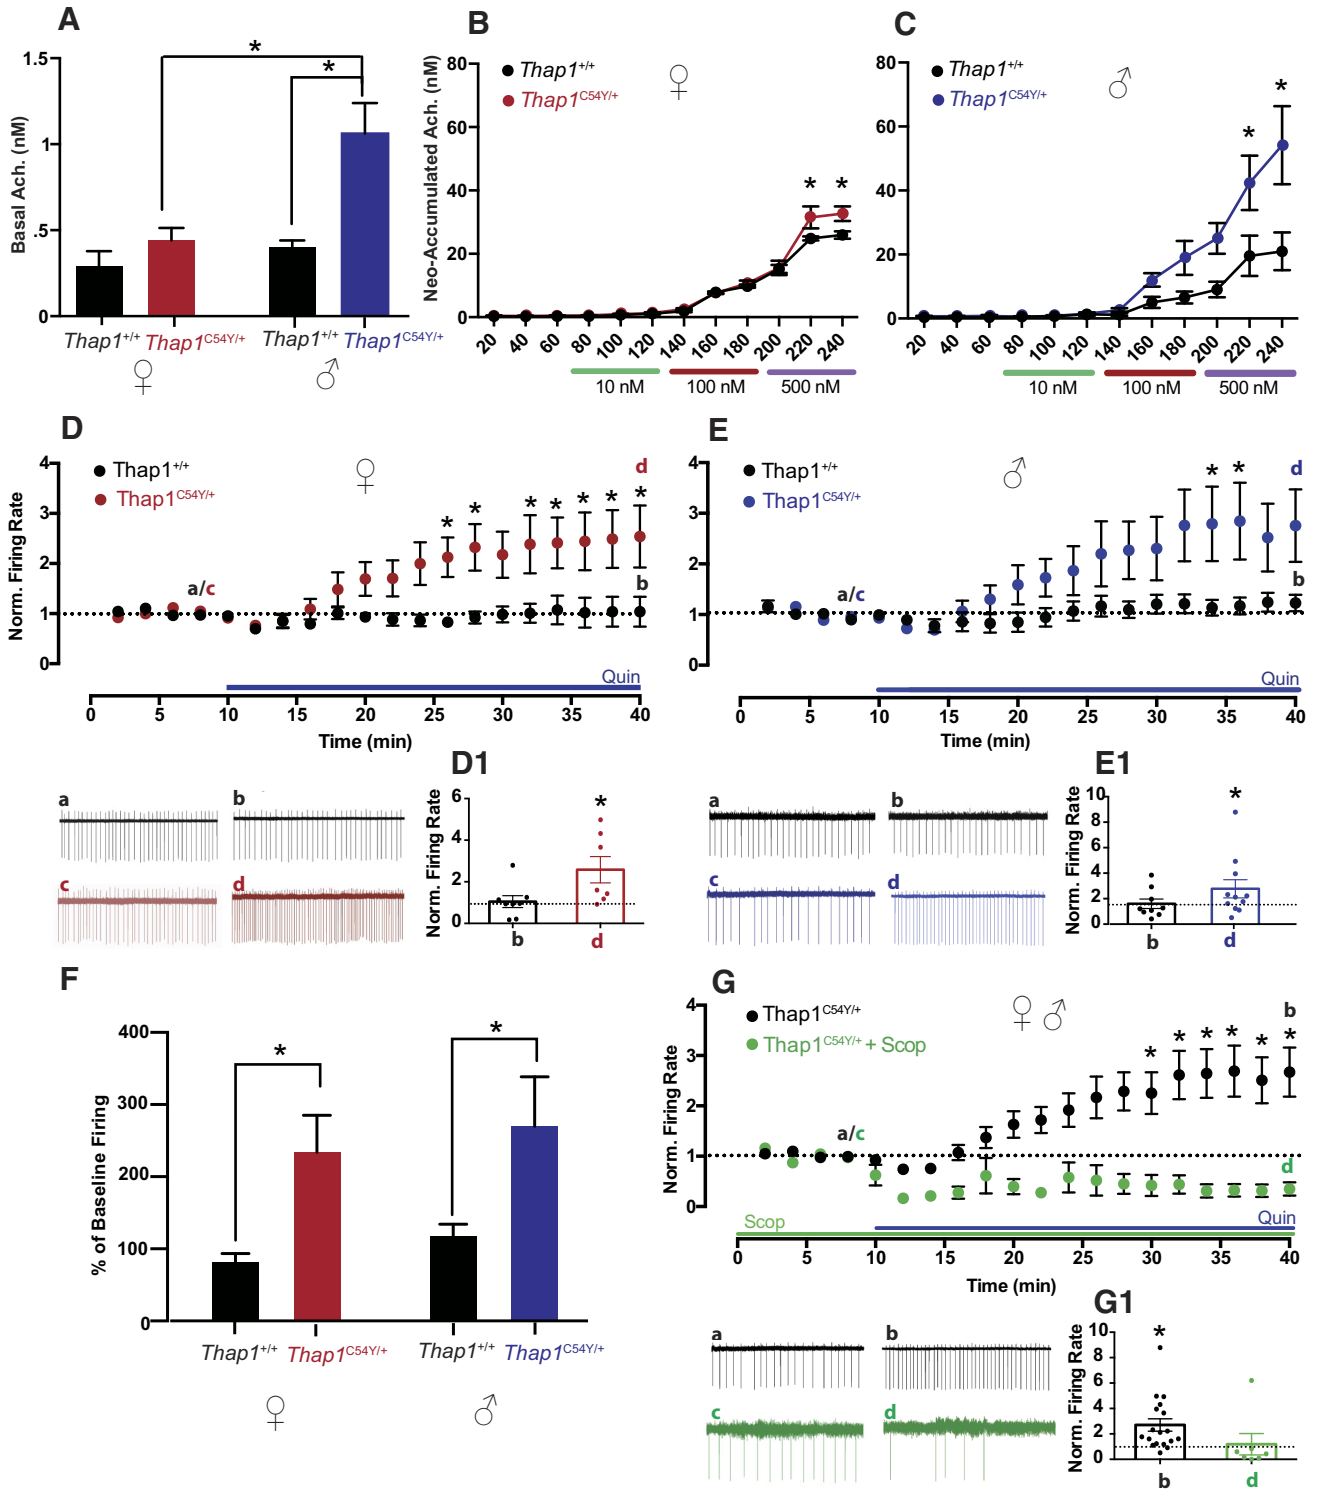 A
1.5
1
.5
0
Basal Ach. (nM)
*
*
Thap1+/+
Thap1C54Y/+
Thap1+/+
Thap1C54Y/+
♀
♂
B
80
60
40
20
0
Neo-Accumulated Ach. (nM)
Thap1+/+
Thap1C54Y/+
♀
* *
20 40 60 80 100 120 140 160 180 200 220 240
10 nM 100 nM 500 nM
C
80
60
40
20
0
Thap1+/+
Thap1C54Y/+
♂
* *
20 40 60 80 100 120 140 160 180 200 220 240
10 nM 100 nM 500 nM
D
4
3
2
1
0
Norm. Firing Rate
Thap1+/+
Thap1C54Y/+
♀
d
* * * * * * *
a/c
b
Quin
0 5 10 15 20 25 30 35 40
Time (min)
E
4
3
2
1
0
Thap1+/+
Thap1C54Y/+
♂
* *
d
a/c
b
Quin
0 5 10 15 20 25 30 35 40
Time (min)
a
b
c
d
D1
6
4
2
0
Norm. Firing Rate
*
b
d
a
b
c
d
E1
10
8
6
4
2
0
Norm. Firing Rate
*
b
d
F
400
300
200
100
0
% of Baseline Firing
*
*
Thap1+/+
Thap1C54Y/+
Thap1+/+
Thap1C54Y/+
♀
♂
G
4
3
2
1
0
Norm. Firing Rate
Thap1C54Y/+
Thap1C54Y/+ + Scop
♀ ♂
b
* * * * * *
a/c
d
Scop
Quin
0 5 10 15 20 25 30 35 40
Time (min)
a
b
c
d
G1
10
8
6
4
2
0
Norm. Firing Rate
*
b
d